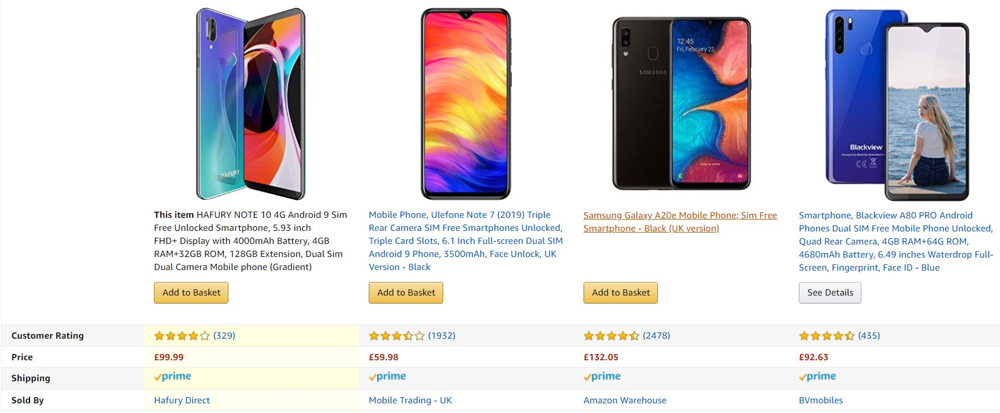 HAFURY
12:45
Fri, February 22
SAMSUNG
Swipe to unlock
Blackview
This item HAFURY NOTE 10 4G Android 9 Sim
Free Unlocked Smartphone, 5.93 inch
FHD+ Display with 4000mAh Battery, 4GB
RAM+32GB ROM, 128GB Extension, Dual Sim
Dual Camera Mobile phone (Gradient)
Mobile Phone, Ulefone Note 7 (2019) Triple
Rear Camera SIM Free Smartphones Unlocked,
Triple Card Slots, 6.1 Inch Full-screen Dual SIM
Android 9 Phone, 3500mAh, Face Unlock, UK
Version - Black
Samsung Galaxy A20e Mobile Phone; Sim Free
Smartphone - Black (UK version)
Smartphone, Blackview A80 PRO Android
Phones Dual SIM Free Mobile Phone Unlocked,
Quad Rear Camera, 4GB RAM+64G ROM,
4680mAh Battery, 6.49 inches Waterdrop Full-
Screen, Fingerprint, Face ID - Blue
Add to Basket
Add to Basket
Add to Basket
See Details
Customer Rating (329) (1932) (2478) (435)
Price £99.99 £59.98 £132.05 £92.63
Shipping prime prime prime prime
Sold By Hafury Direct Mobile Trading - UK Amazon Warehouse BVmobiles